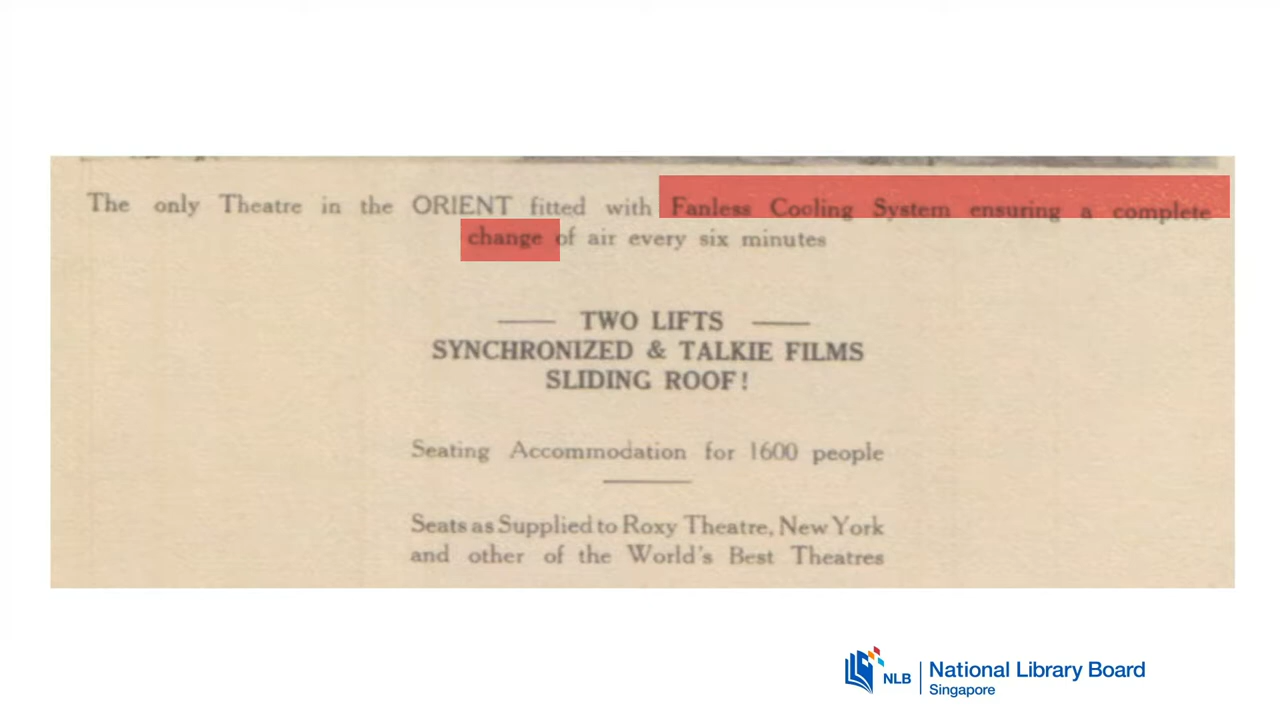 The only Theatre in the ORIENT fitted with Fanless Cooling System ensuring a complete
change of air every six minutes
TWO LIFTS
SYNCHRONIZED & TALKIE FILMS
SLIDING ROOF!
Seating Accommodation for 1600 people
Seats as Supplied to Roxy Theatre, New York
and other of the World's Best Theatres
NLB National Library Board
Singapore